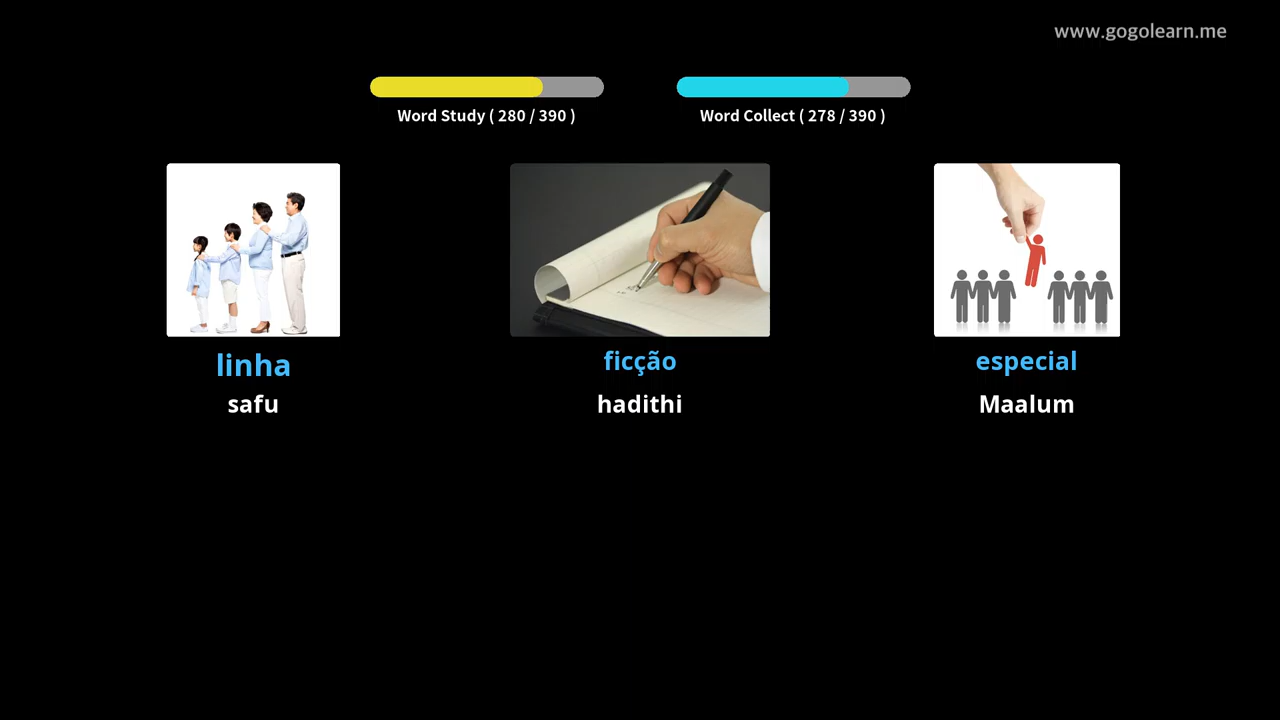 www.gogolearn.me
Word Study ( 280 / 390 )
Word Collect ( 278 / 390 )
linha
safu
ficção
hadithi
especial
Maalum